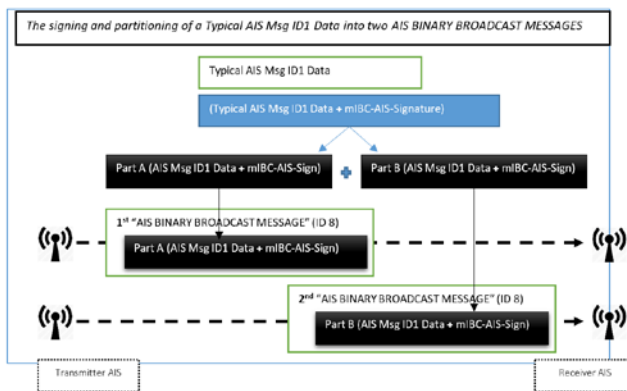 The signing and partitioning of a Typical AIS Msg ID1 Data into two AIS BINARY BROADCAST MESSAGES
Typical AIS Msg ID1 Data
(Typical AIS Msg ID1 Data + mIBC-AIS-Signature)
Part A (AIS Msg ID1 Data + mIBC-AIS-Sign)
Part B (AIS Msg ID1 Data + mIBC-AIS-Sign)
1st "AIS BINARY BROADCAST MESSAGE" (ID 8)
Part A (AIS Msg ID1 Data + mIBC-AIS-Sign)
2nd "AIS BINARY BROADCAST MESSAGE" (ID 8)
Part B (AIS Msg ID1 Data + mIBC-AIS-Sign)
Transmitter AIS
Receiver AIS